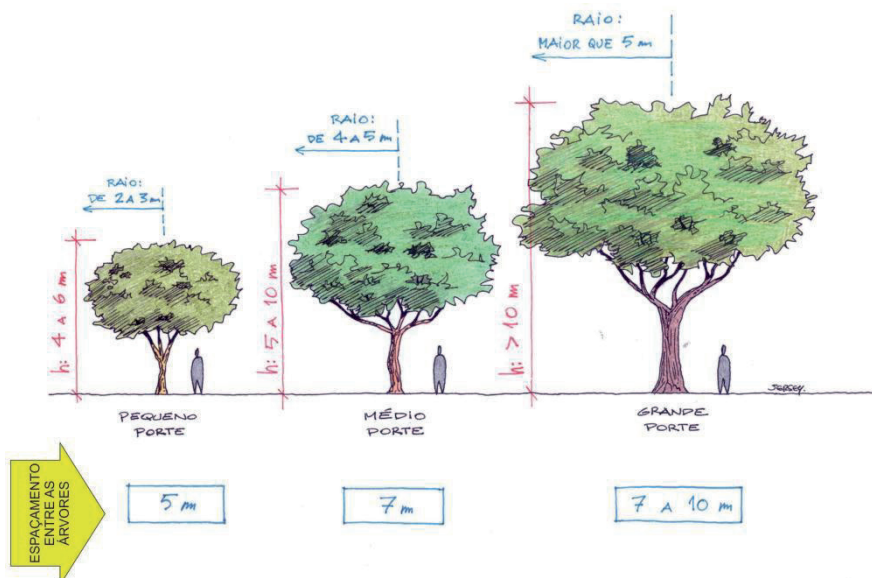 RAIO:
MAIOR QUE 5 m
RAIO:
DE 4 A 5 m
RAIO:
DE 2 A 3 m
h: 4 A 6 m
h: 5 A 10 m
h: > 10 m
JERSEY.
PEQUENO
PORTE
MÉDIO
PORTE
GRANDE
PORTE
ESPAÇAMENTO
ENTRE AS
ÁRVORES
5 m
7 m
7 A 10 m